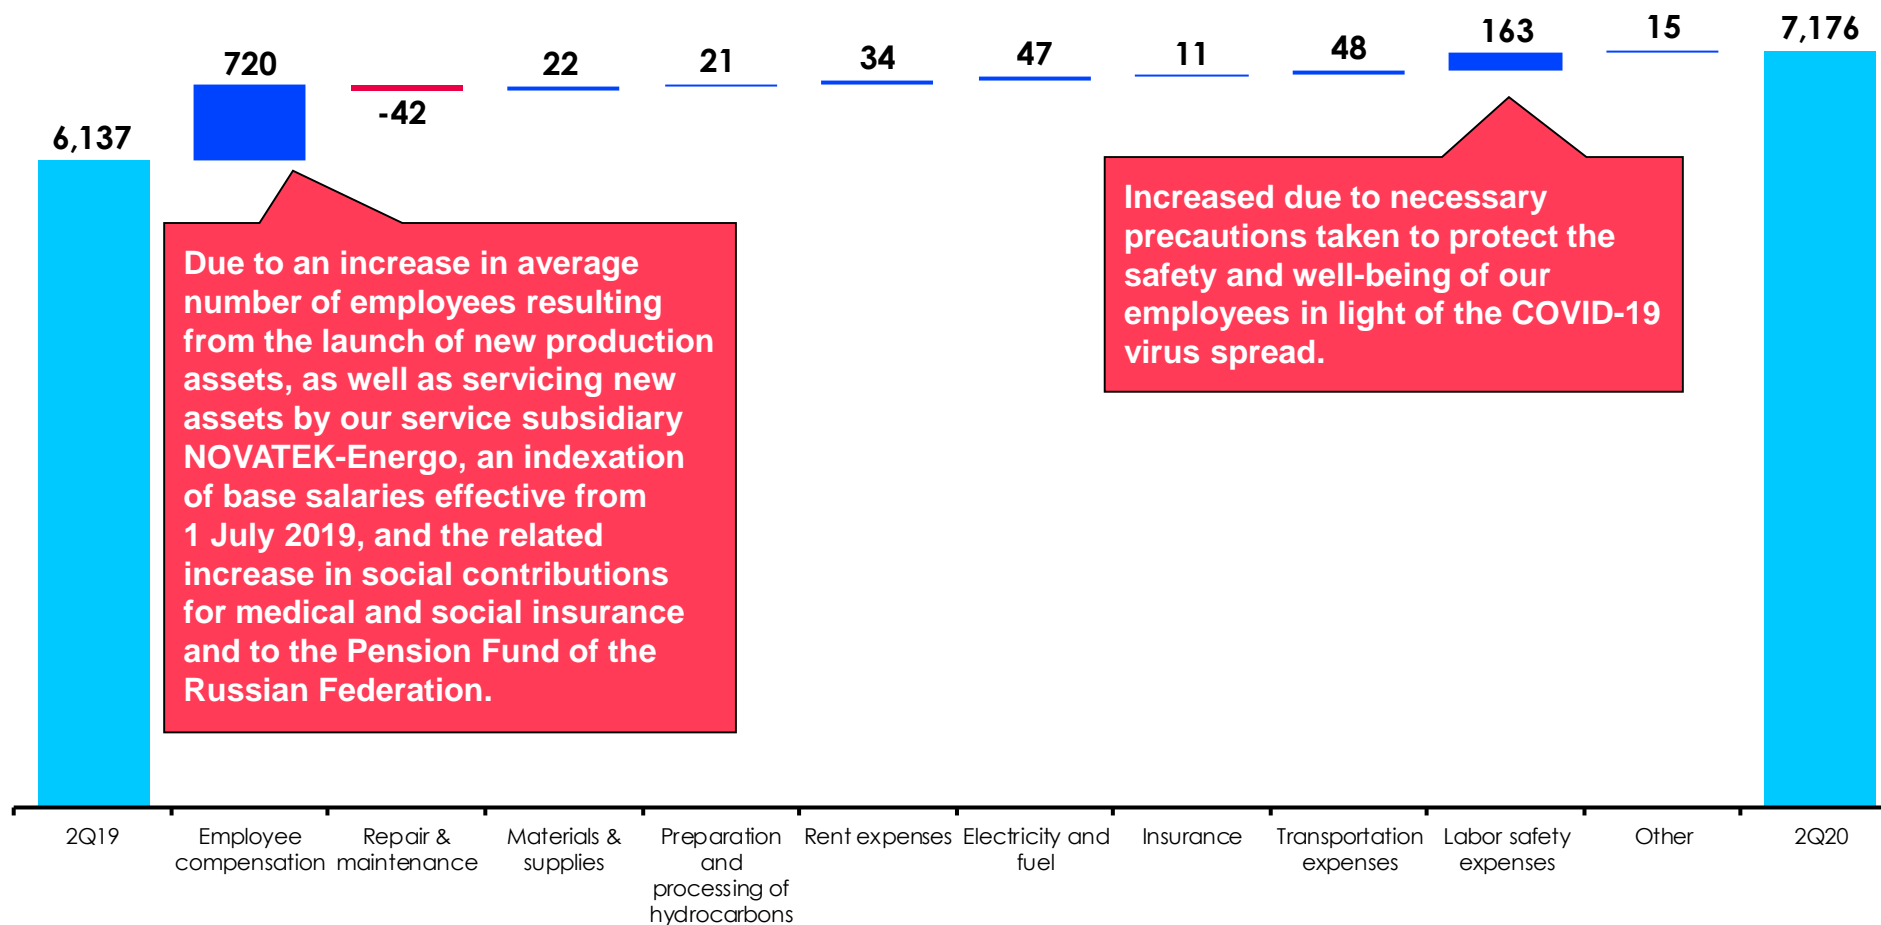 6,137
720
-42
22
21
34
47
11
48
163
15
7,176
Due to an increase in average
number of employees resulting
from the launch of new production
assets, as well as servicing new
assets by our service subsidiary
NOVATEK-Energo, an indexation
of base salaries effective from
1 July 2019, and the related
increase in social contributions
for medical and social insurance
and to the Pension Fund of the
Russian Federation.
Increased due to necessary
precautions taken to protect the
safety and well-being of our
employees in light of the COVID-19
virus spread.
2Q19
Employee
compensation
Repair &
maintenance
Materials &
supplies
Preparation
and
processing of
hydrocarbons
Rent expenses
Electricity and
fuel
Insurance
Transportation
expenses
Labor safety
expenses
Other
2Q20